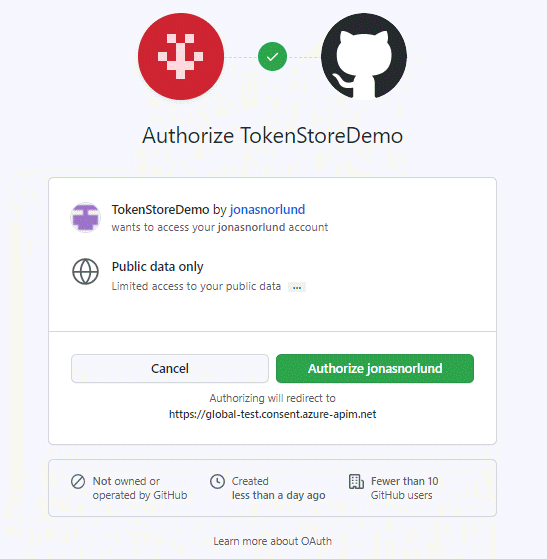 Authorize TokenStoreDemo
TokenStoreDemo by jonasnorlund
wants to access your jonasnorlund account
Public data only
Limited access to your public data ...
Cancel
Authorize jonasnorlund
Authorizing will redirect to
https://global-test.consent.azure-apim.net
Not owned or
operated by GitHub
Created
less than a day ago
Fewer than 10
GitHub users
Learn more about OAuth